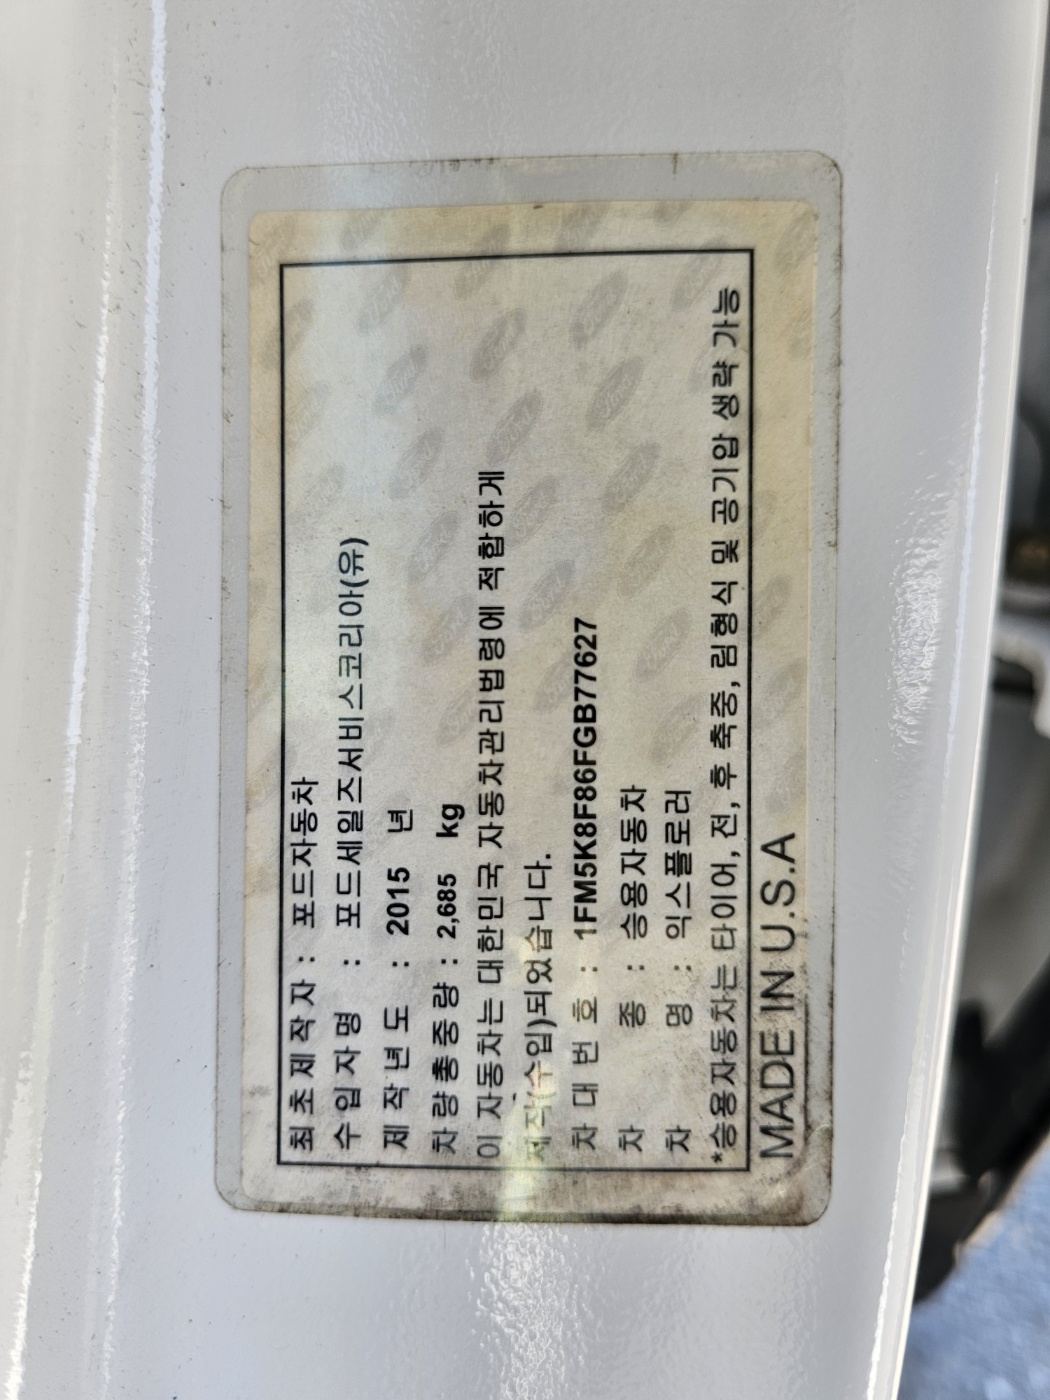 최초제작자 : 포드자동차
수입자명 : 포드세일즈서비스코리아(유)
제작년도 : 2015 년
차량총중량 : 2,685 kg
이 자동차는 대한민국 자동차관리법령에 적합하게
제작(수입)되었습니다.
차대번호 : 1FM5K8F86FGB77627
차 종 : 승용자동차
차 명 : 익스플로러
*승용자동차는 타이어, 전, 후 축중, 림형식 및 공기압 생략 가능
MADE IN U.S.A